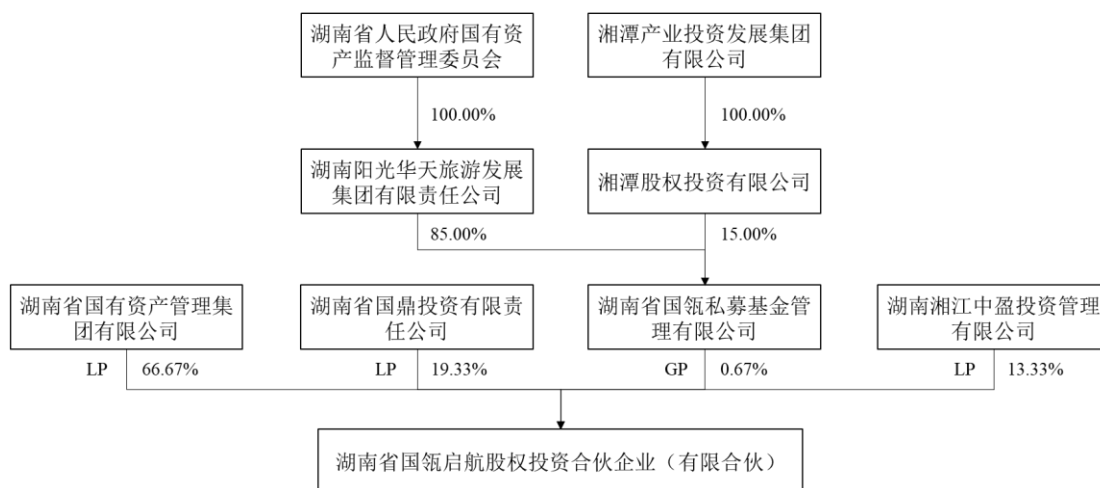 湖南省人民政府国有资
产监督管理委员会
湘潭产业投资发展集团
有限公司
100.00%
100.00%
湖南阳光华天旅游发展
集团有限责任公司
湘潭股权投资有限公司
85.00%
15.00%
湖南省国有资产管理集
团有限公司
湖南省国鼎投资有限责
任公司
湖南省国瓴私募基金管
理有限公司
湖南湘江中盈投资管理
有限公司
LP 66.67%
LP 19.33%
GP 0.67%
LP 13.33%
湖南省国瓴启航股权投资合伙企业（有限合伙）